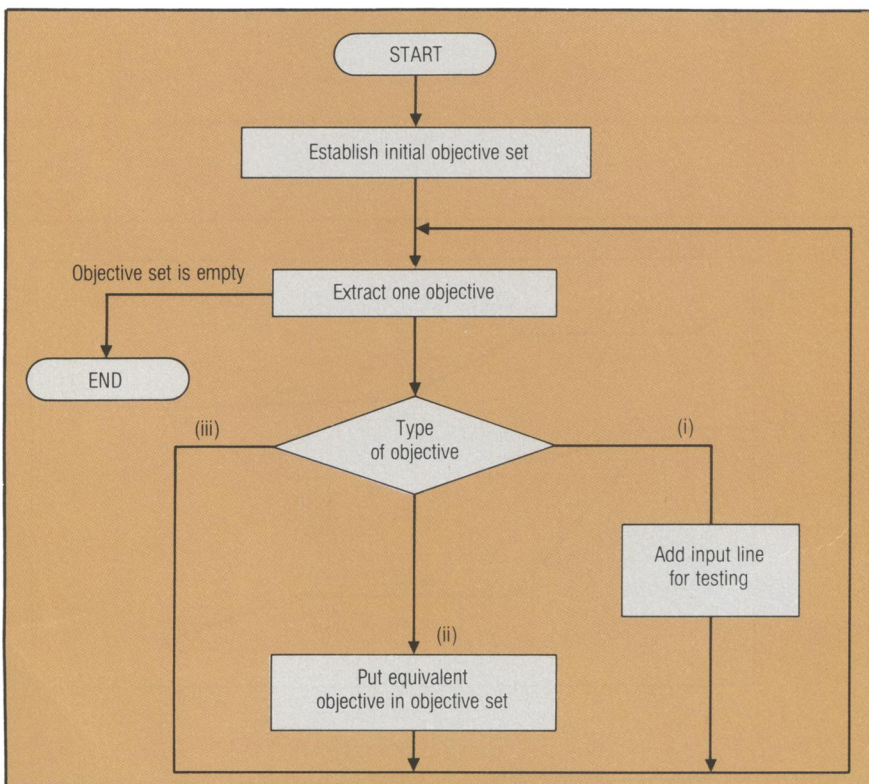 START
Establish initial objective set
Objective set is empty
Extract one objective
END
(iii)
Type
of objective
(i)
Add input line
for testing
(ii)
Put equivalent
objective in objective set